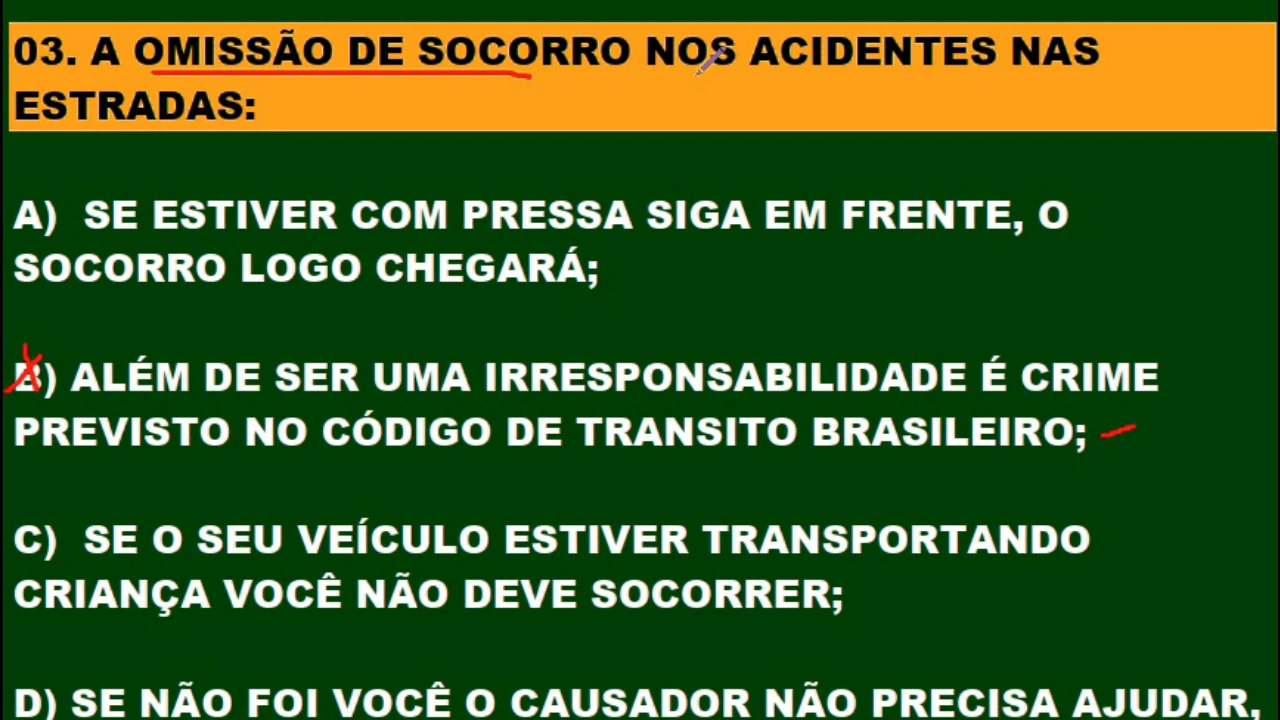 03. A OMISSÃO DE SOCORRO NOS ACIDENTES NAS
ESTRADAS:
A) SE ESTIVER COM PRESSA SIGA EM FRENTE, O
SOCORRO LOGO CHEGARÁ;
B) ALÉM DE SER UMA IRRESPONSABILIDADE É CRIME
PREVISTO NO CÓDIGO DE TRANSITO BRASILEIRO;
C) SE O SEU VEÍCULO ESTIVER TRANSPORTANDO
CRIANÇA VOCÊ NÃO DEVE SOCORRER;
D) SE NÃO FOI VOCÊ O CAUSADOR NÃO PRECISA AJUDAR,